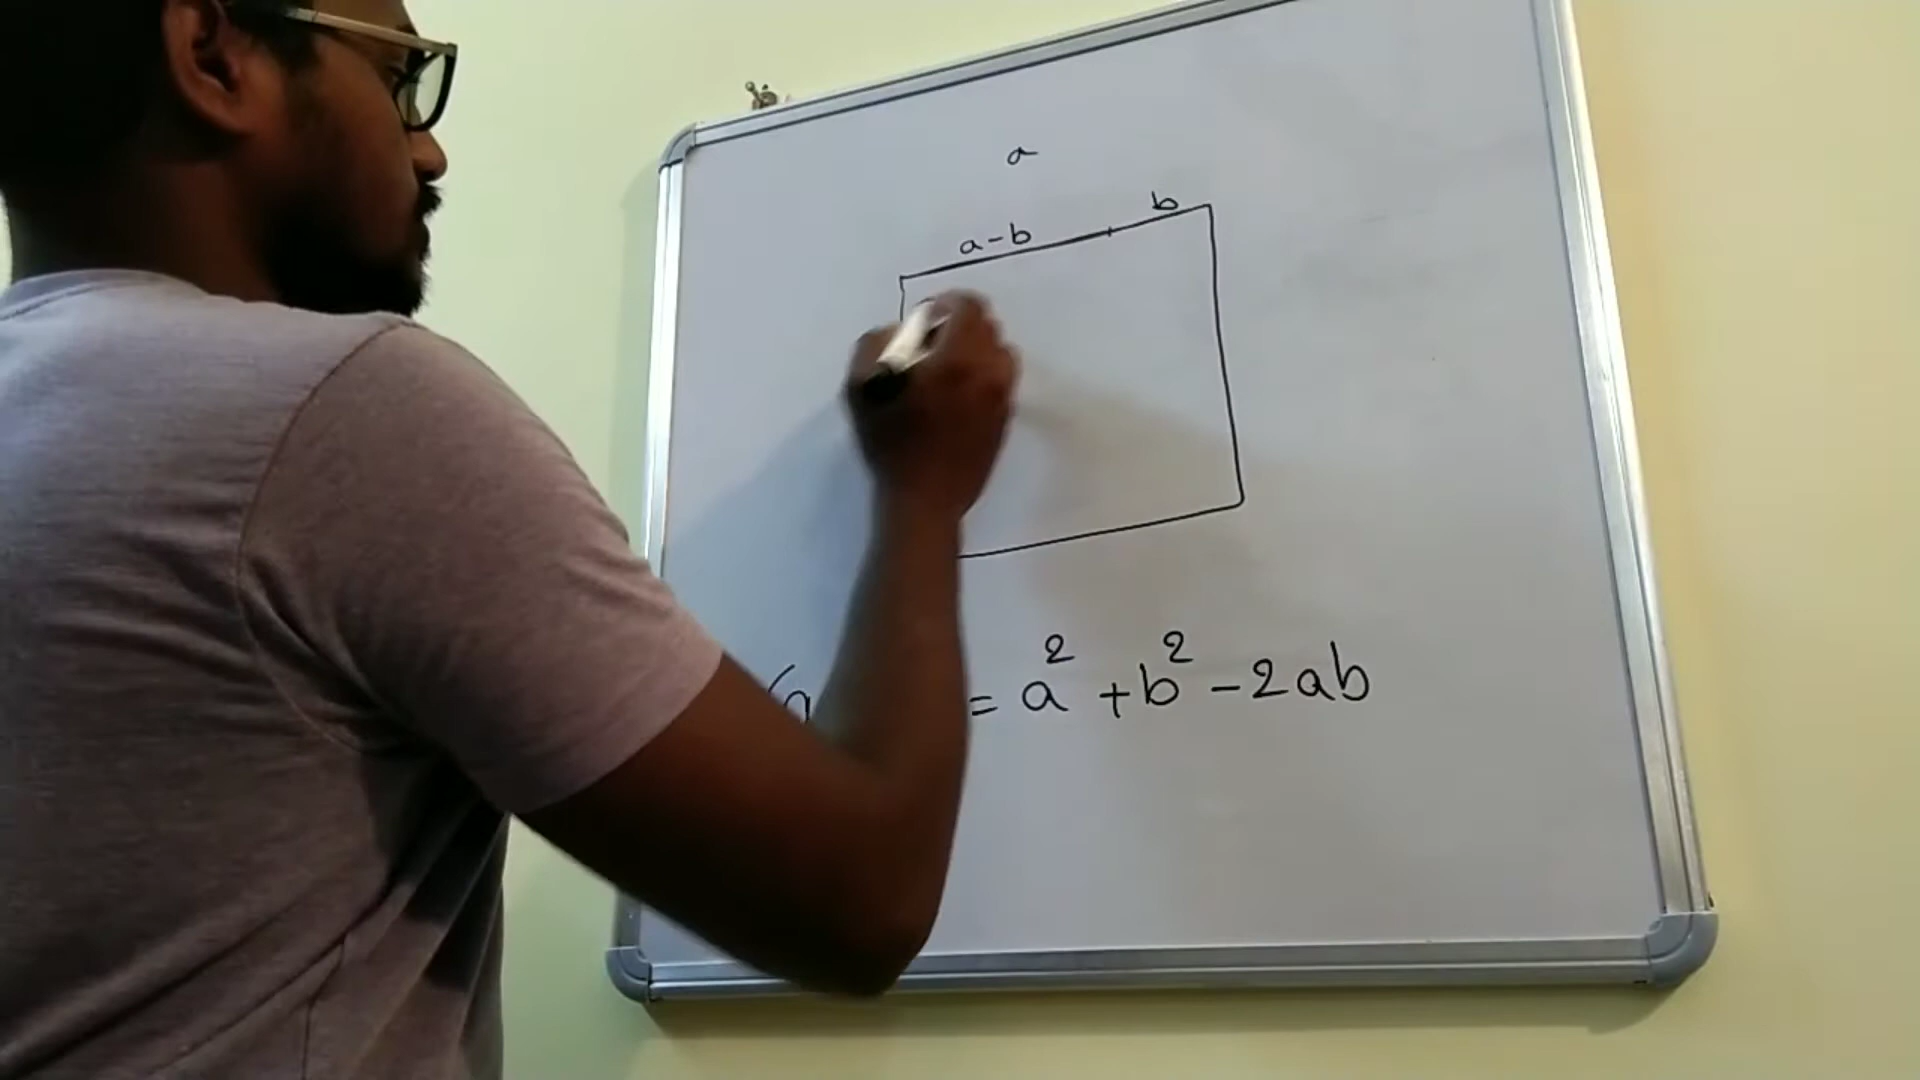 a
b
a-b
(a = a² + b² - 2ab